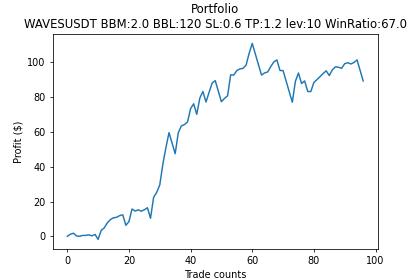 Portfolio
WAVESUSDT BBM:2.0 BBL:120 SL:0.6 TP:1.2 lev:10 WinRatio:67.0
100
80
60
40
20
0
Profit ($)
0 20 40 60 80 100
Trade counts